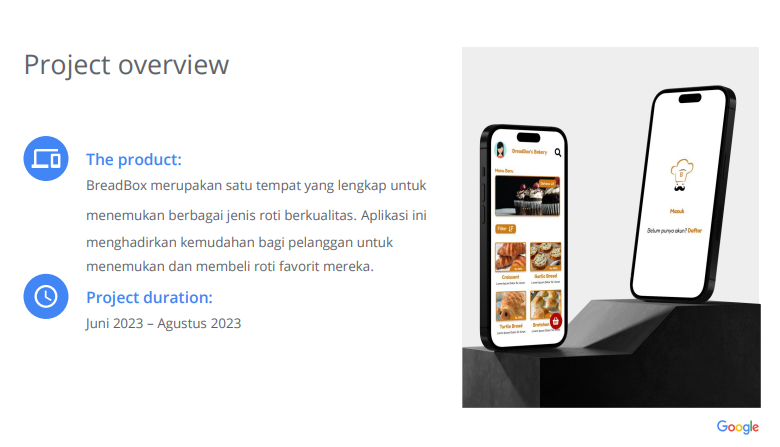 Project overview
The product:
BreadBox merupakan satu tempat yang lengkap untuk
menemukan berbagai jenis roti berkualitas. Aplikasi ini
menghadirkan kemudahan bagi pelanggan untuk
menemukan dan membeli roti favorit mereka.
Project duration:
Juni 2023 – Agustus 2023
BreadBox's Bakery
Menu Baru
Filter
Croissant
Garlic Bread
Turtle Bread
B
Masuk
Belum punya akun? Daftar
Google